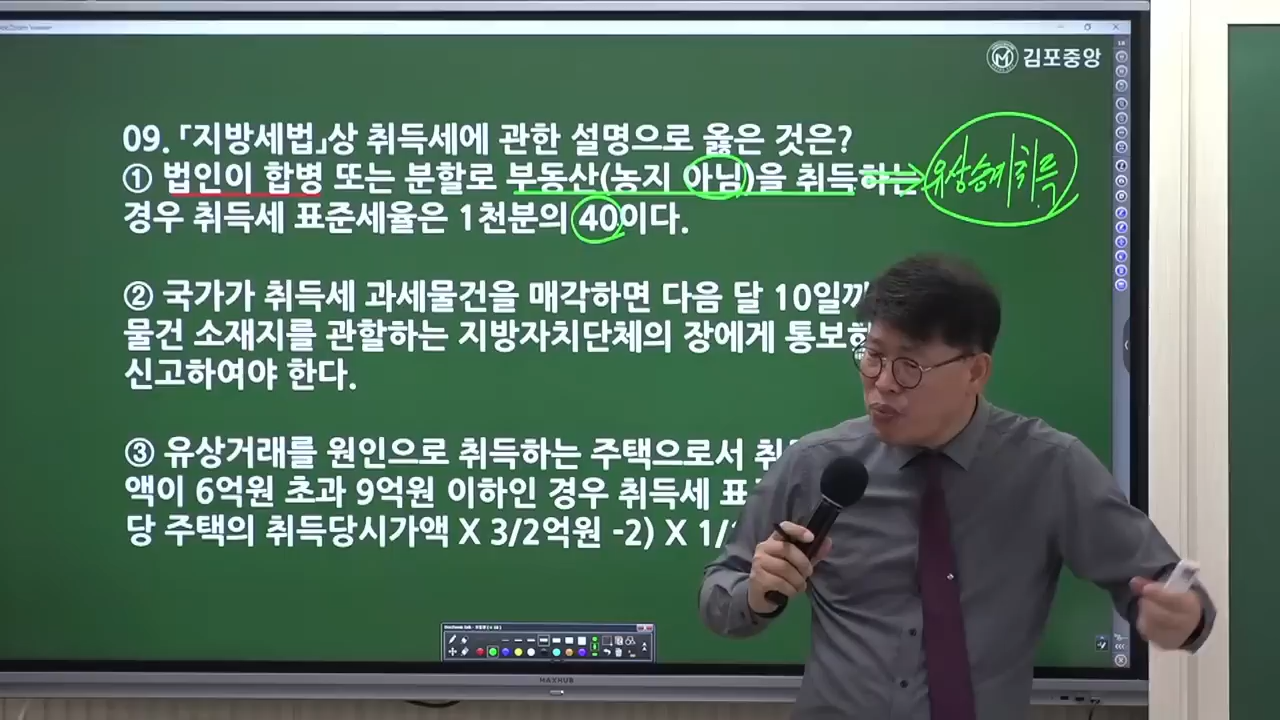 김포중앙
09. ｢지방세법｣상 취득세에 관한 설명으로 옳은 것은?
① 법인이 합병 또는 분할로 부동산(농지 아님)을 취득하는 유상승계취득
경우 취득세 표준세율은 1천분의 40이다.
② 국가가 취득세 과세물건을 매각하면 다음 달 10일까
물건 소재지를 관할하는 지방자치단체의 장에게 통보하
신고하여야 한다.
③ 유상거래를 원인으로 취득하는 주택으로서 취
액이 6억원 초과 9억원 이하인 경우 취득세 표
당 주택의 취득당시가액 X 3/2억원 -2) X 1/
MAXHUB